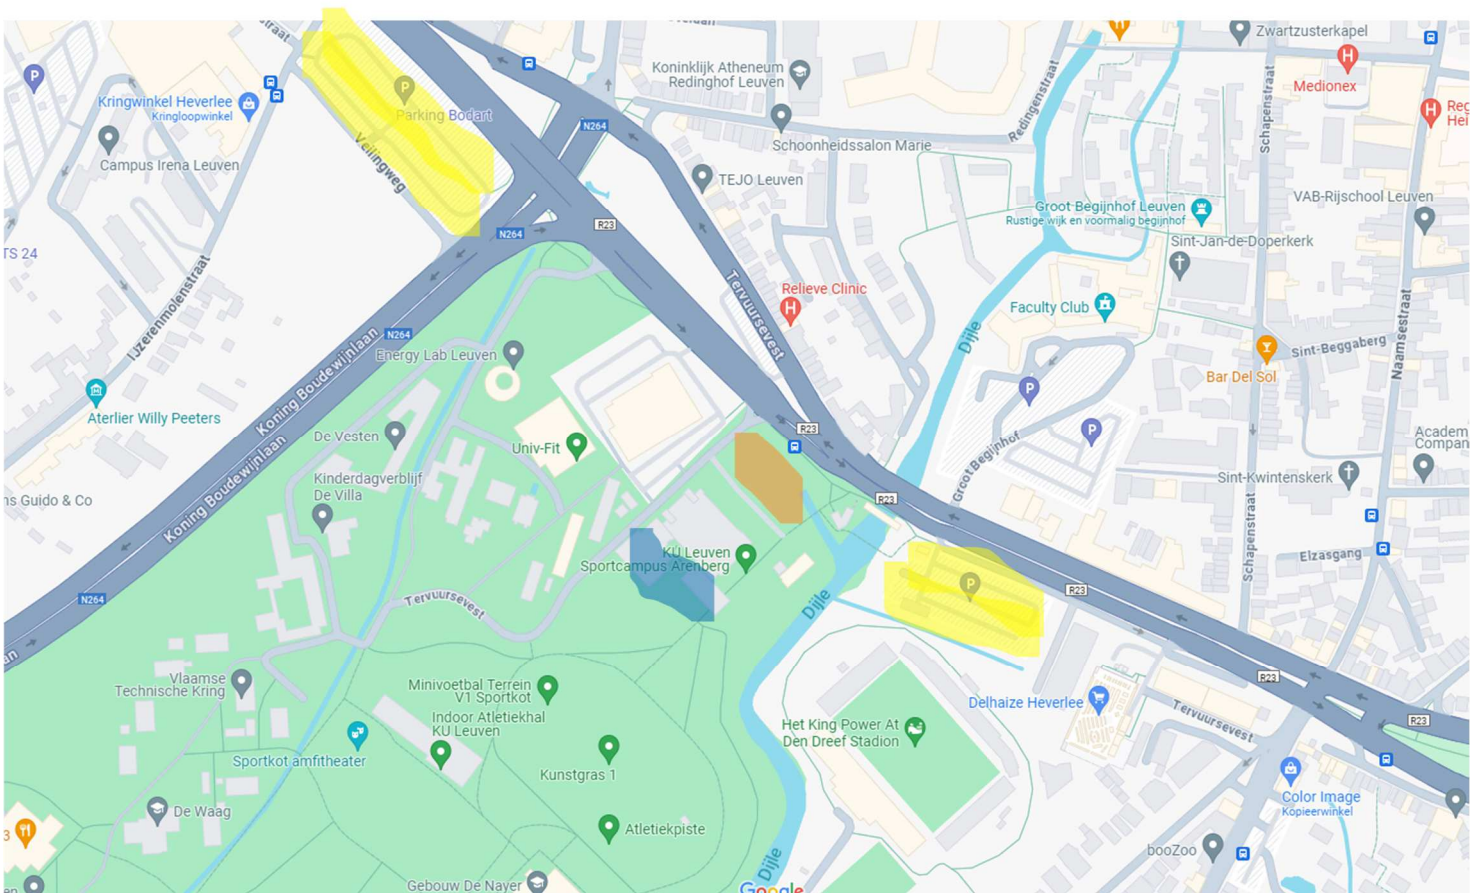 Zwartzusterkapel
Koninklijk Atheneum
Redinghof Leuven
Medionex
P
P
Kringwinkel Heverlee
Kringloopwinkel
Parking Bodart
N264
Reg
Hei
Campus Irena Leuven
Veilingweg
Schoonheidssalon Marie
Redingenstraat
Schapenstraat
TEJO Leuven
VAB-Rijschool Leuven
Groot Begijnhof Leuven
Rustige wijk en voormalig begijnhof
R23
N264
Sint-Jan-de-Doperkerk
TS 24
IJzerenmolenstraat
Tervuursevest
Relieve Clinic
Faculty Club
Dijle
N264
Koning Boudewijnlaan
Energy Lab Leuven
Sint-Beggaberg
Naamsestraat
Bar Del Sol
P
Aterlier Willy Peeters
De Vesten
Univ-Fit
R23
P
Academ
Compan
Groot Begijnhof
Koning Boudewijnlaan
Kinderdagverblijf
De Villa
Sint-Kwintenskerk
ns Guido & Co
R23
Schapenstraat
Elzasgang
KU Leuven
Sportcampus Arenberg
P
R23
N264
Tervuursevest
Dijle
an
Vlaamse
Technische Kring
Minivoetbal Terrein
V1 Sportkot
R23
Delhaize Heverlee
Tervuursevest
R23
Indoor Atletiekhal
KU Leuven
Het King Power At
Den Dreef Stadion
Sportkot amfitheater
Kunstgras 1
Color Image
Kopieerwinkel
De Waag
3
Atletiekpiste
booZoo
Dijle
Gebouw De Nayer
en
Google